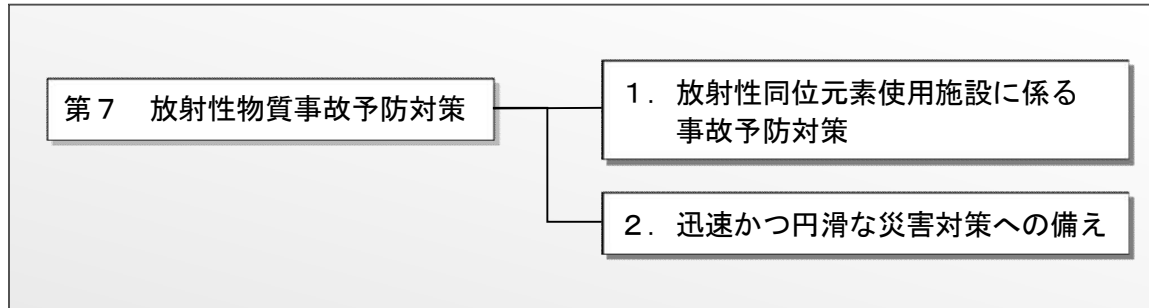 第７　放射性物質事故予防対策
１．放射性同位元素使用施設に係る
事故予防対策
２．迅速かつ円滑な災害対策への備え